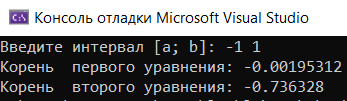 Консоль отладки Microsoft Visual Studio
Введите интервал [a; b]: -1 1
Корень  первого уравнения: -0.00195312
Корень  второго уравнения: -0.736328